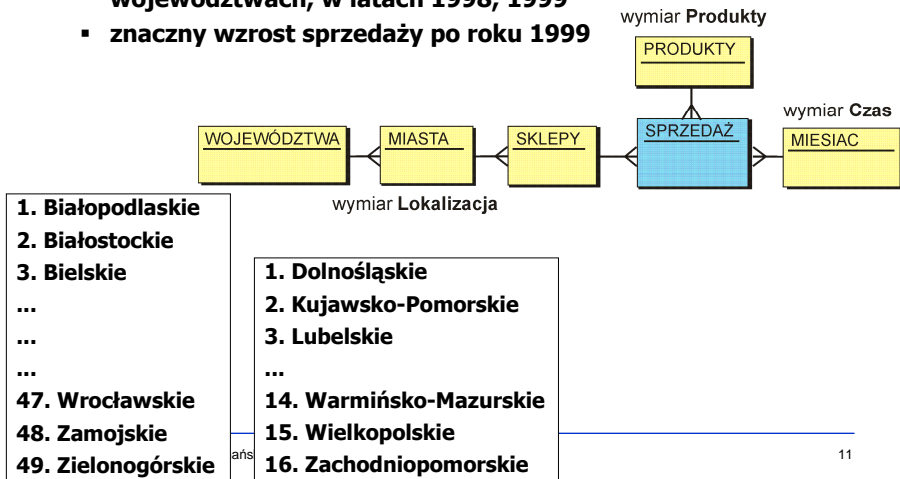 województwach, w latach 1998, 1999
▪ znaczny wzrost sprzedaży po roku 1999
wymiar Produkty
PRODUKTY
wymiar Czas
WOJEWÓDZTWA
MIASTA
SKLEPY
SPRZEDAŻ
MIESIAC
wymiar Lokalizacja
1. Białopodlaskie
2. Białostockie
3. Bielskie
...
...
...
47. Wrocławskie
48. Zamojskie
49. Zielonogórskie
1. Dolnośląskie
2. Kujawsko-Pomorskie
3. Lubelskie
...
14. Warmińsko-Mazurskie
15. Wielkopolskie
16. Zachodniopomorskie
11